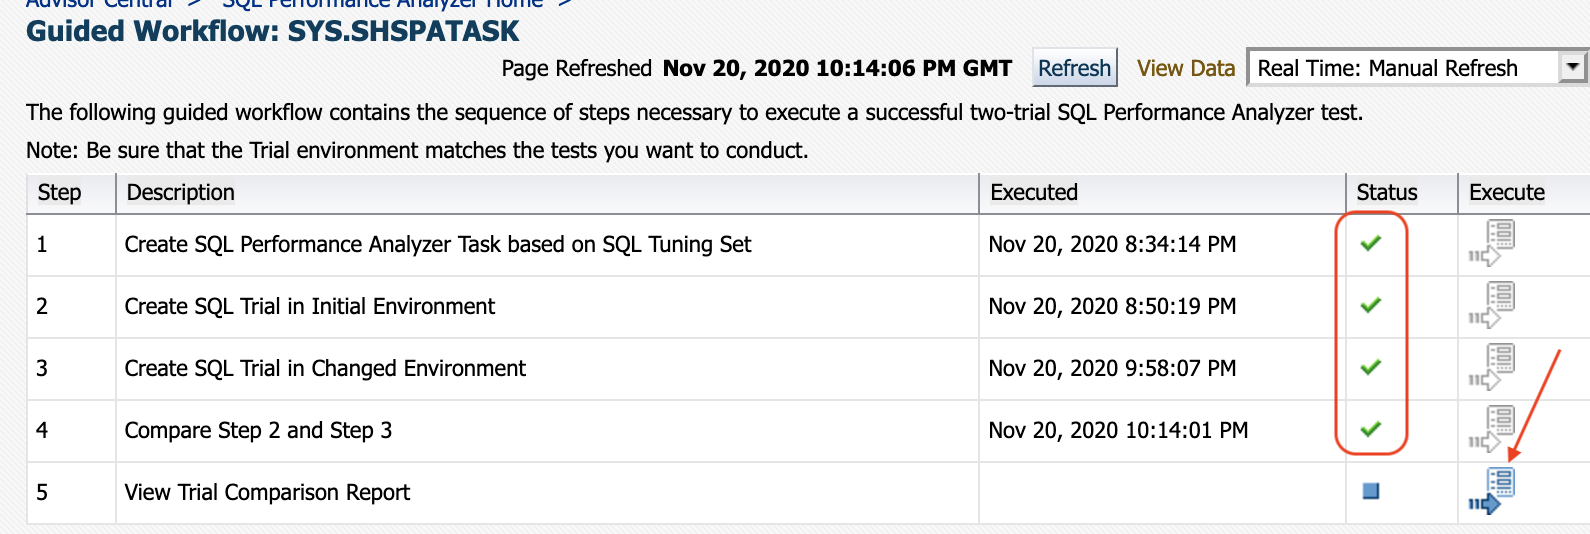 Advisor Central > SQL Performance Analyzer Home >
Guided Workflow: SYS.SHSPATASK
Page Refreshed Nov 20, 2020 10:14:06 PM GMT Refresh View Data Real Time: Manual Refresh
The following guided workflow contains the sequence of steps necessary to execute a successful two-trial SQL Performance Analyzer test.
Note: Be sure that the Trial environment matches the tests you want to conduct.
Step Description Executed Status Execute
1 Create SQL Performance Analyzer Task based on SQL Tuning Set Nov 20, 2020 8:34:14 PM
2 Create SQL Trial in Initial Environment Nov 20, 2020 8:50:19 PM
3 Create SQL Trial in Changed Environment Nov 20, 2020 9:58:07 PM
4 Compare Step 2 and Step 3 Nov 20, 2020 10:14:01 PM
5 View Trial Comparison Report